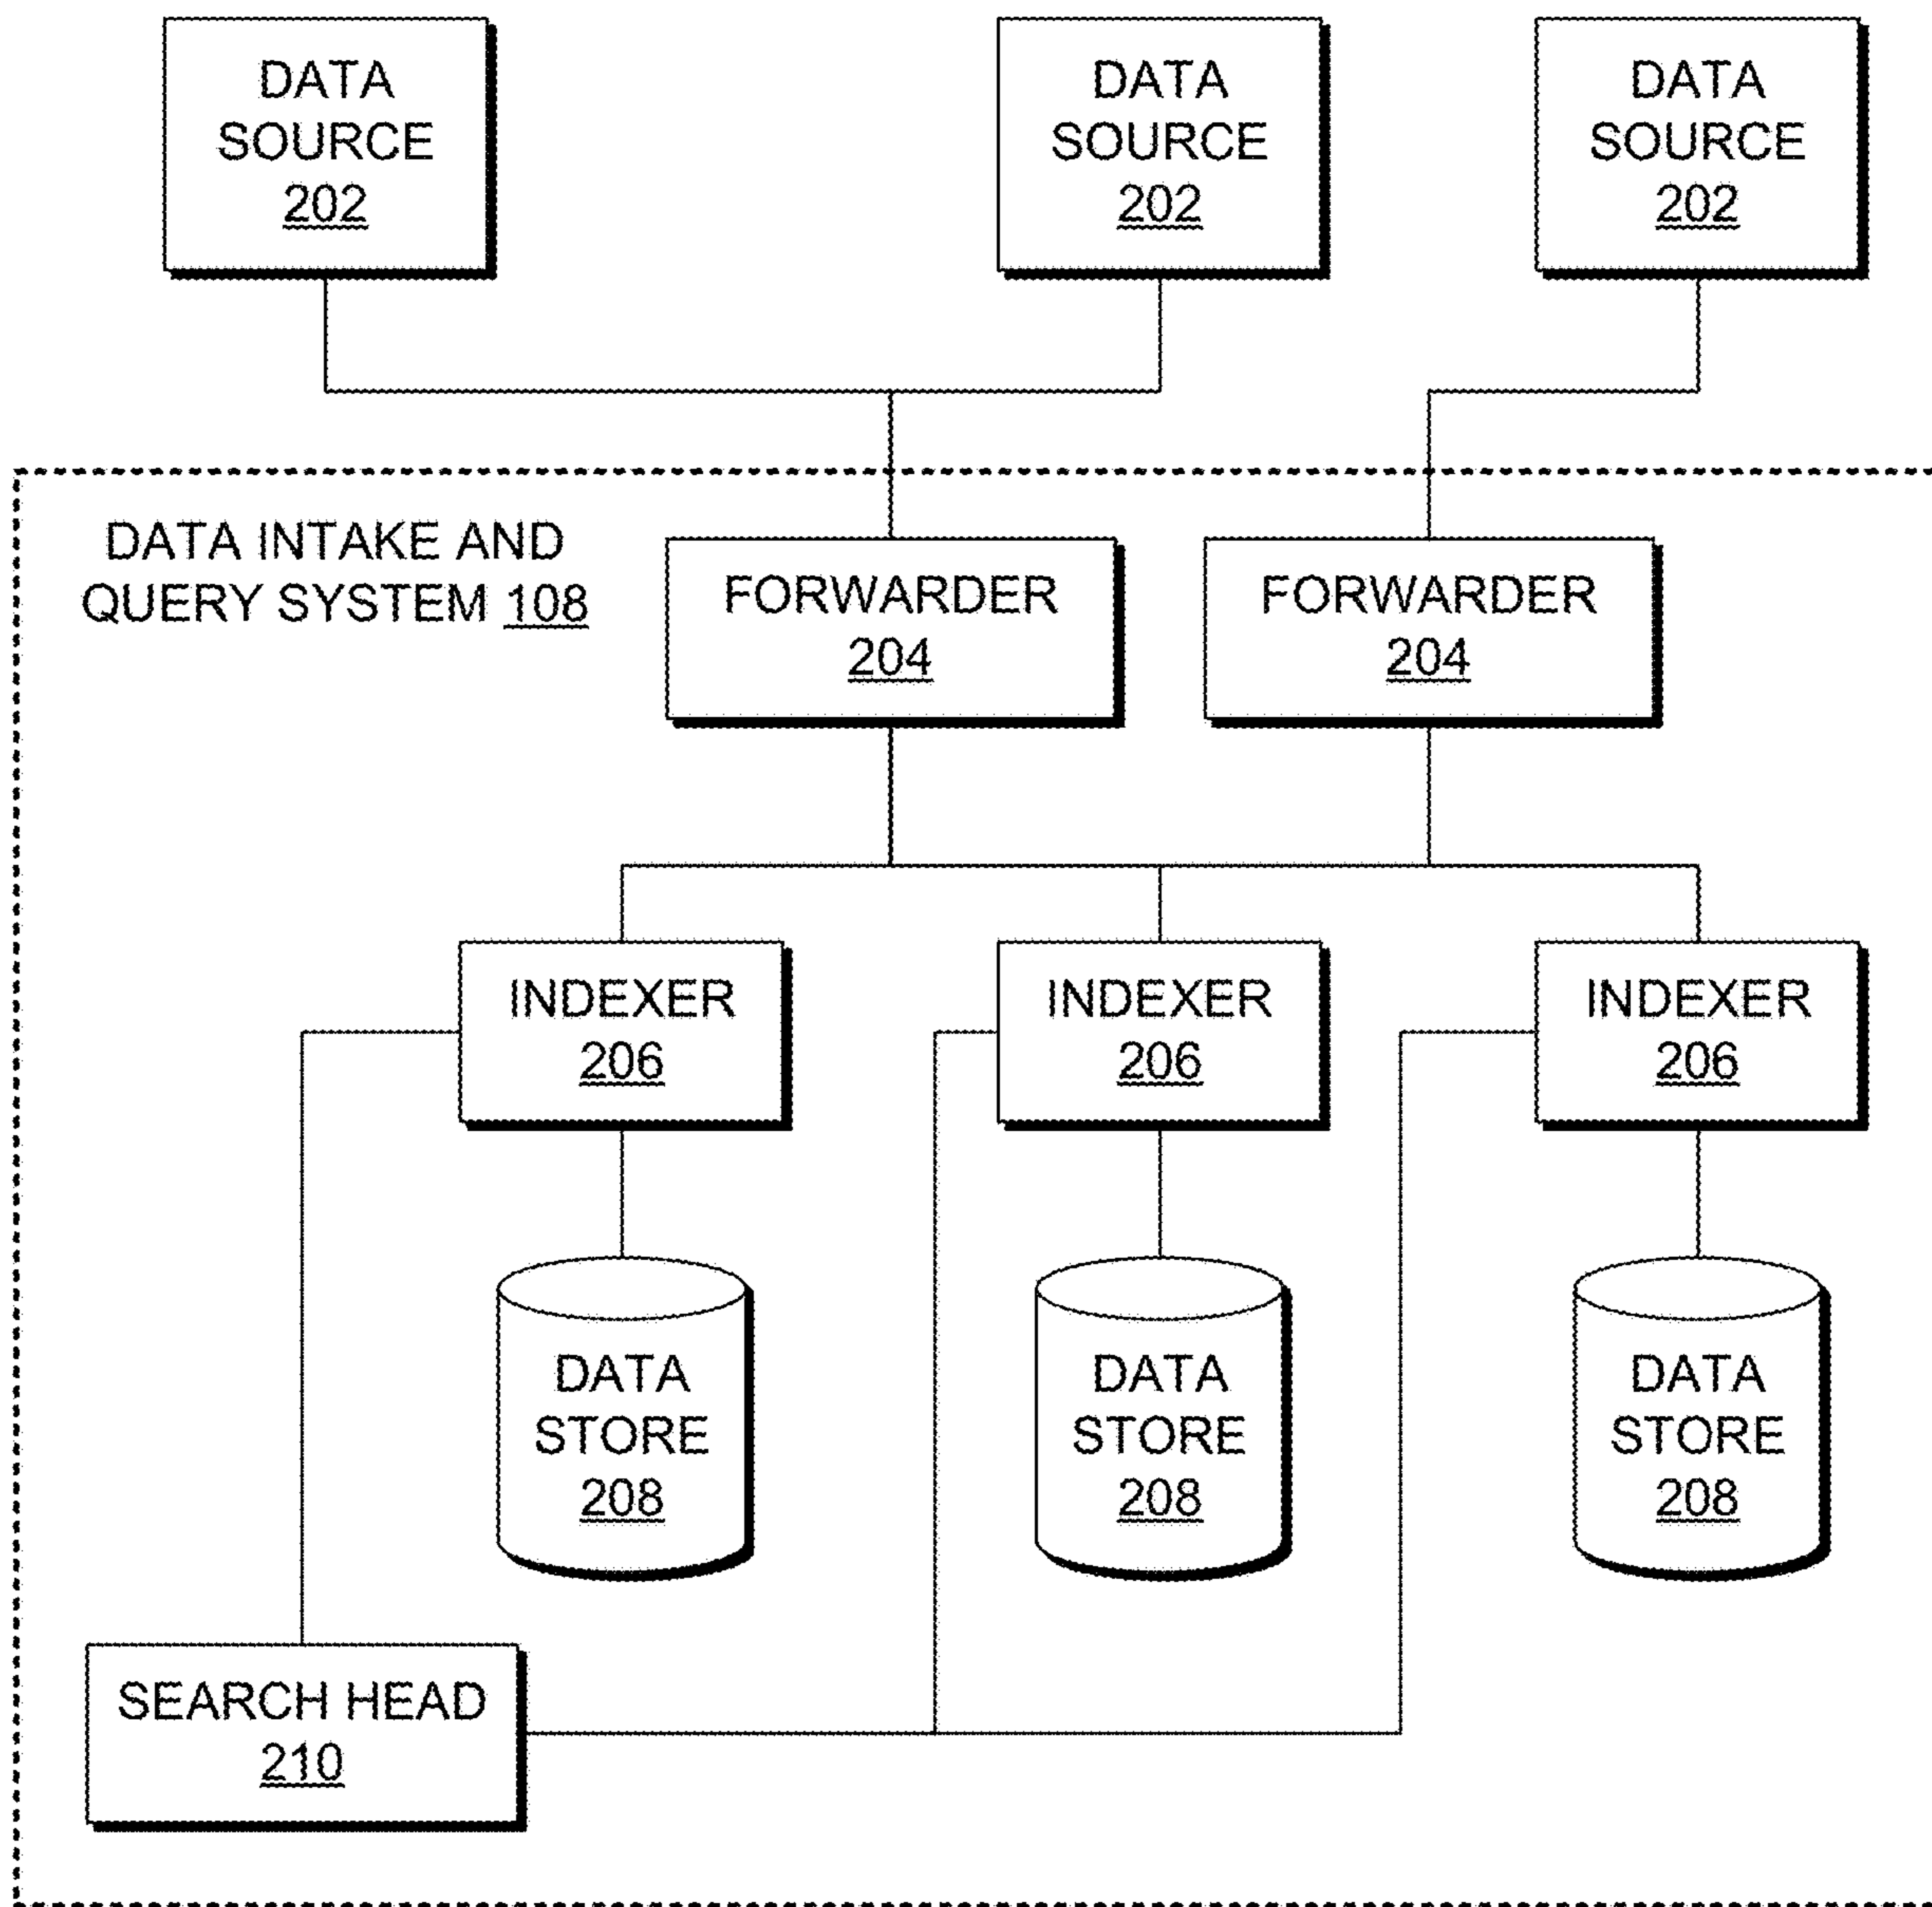 DATA
SOURCE
202
DATA
SOURCE
202
DATA
SOURCE
202
DATA INTAKE AND
QUERY SYSTEM 108
FORWARDER
204
FORWARDER
204
INDEXER
206
INDEXER
206
INDEXER
206
DATA
STORE
208
DATA
STORE
208
DATA
STORE
208
SEARCH HEAD
210